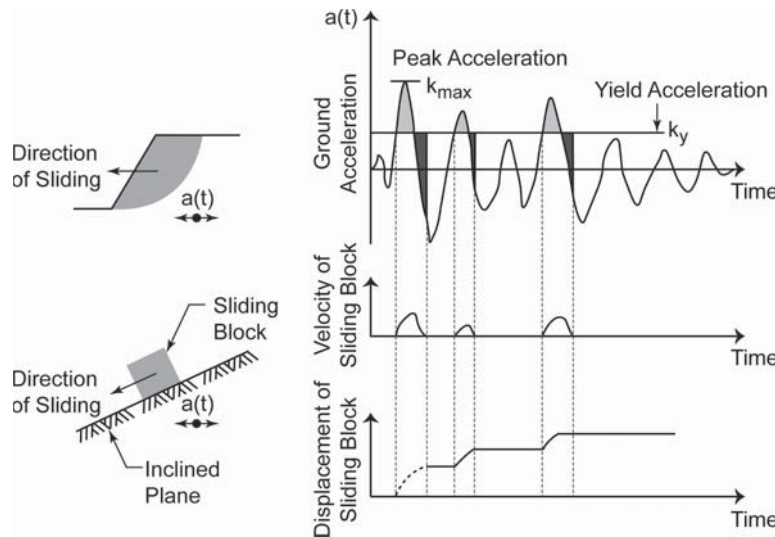 Direction
of Sliding
a(t)
Sliding
Block
Direction
of Sliding
a(t)
Inclined
Plane
a(t)
Peak Acceleration
kmax
Yield Acceleration
ky
Ground
Acceleration
Time
Velocity of
Sliding Block
Time
Displacement of
Sliding Block
Time